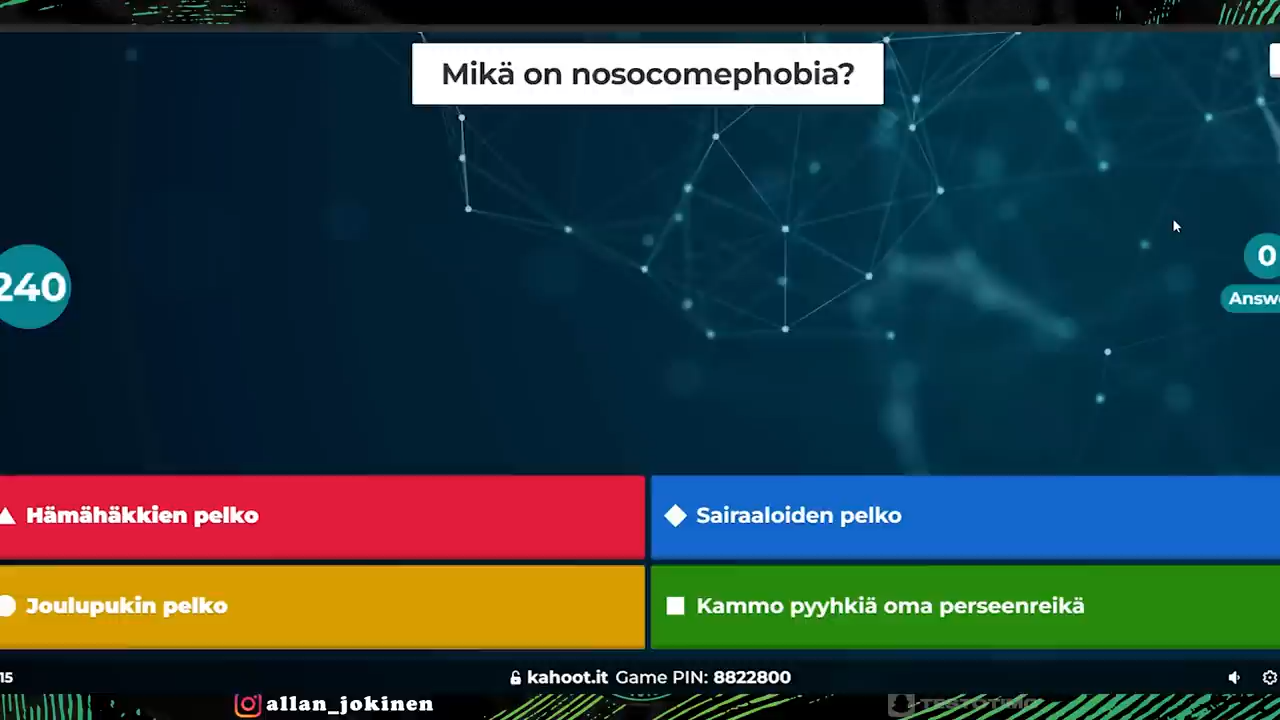 Mikä on nosocomephobia?
240
0
Answe
Hämähäkkien pelko
Sairaaloiden pelko
Joulupukin pelko
Kammo pyyhkiä oma perseenreikä
15
kahoot.it Game PIN: 8822800
allan_jokinen